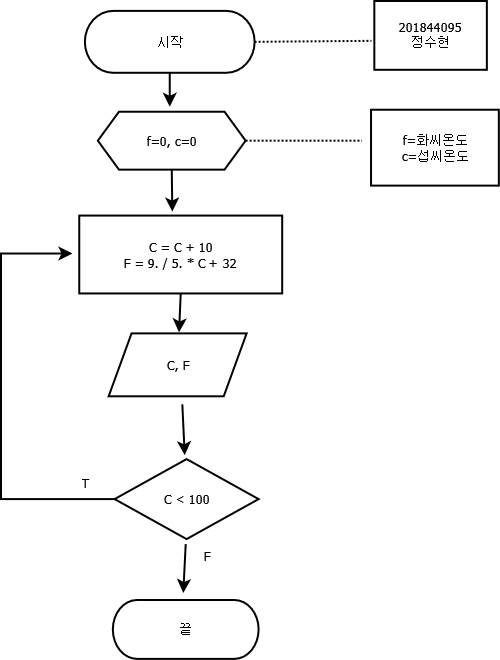 시작
201844095
정수현
f=0, c=0
f=화씨온도
c=섭씨온도
C = C + 10
F = 9. / 5. * C + 32
C, F
T
C < 100
F
끝